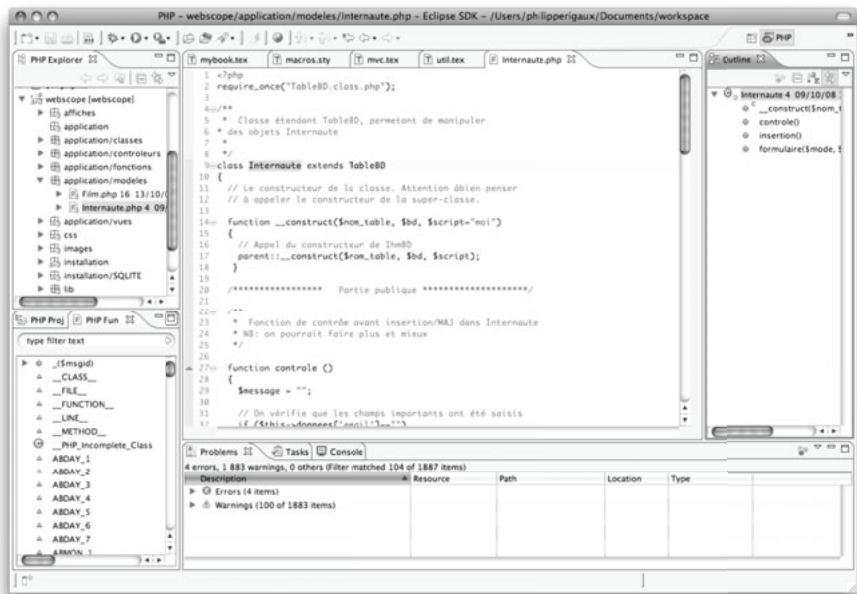 PHP – webscope/application/modeles/Internaute.php – Eclipse SDK – /Users/philipperigaux/Documents/workspace
PHP
PHP Explorer
webscope [webscope]
affiches
application
application/classes
application/controleurs
application/fonctions
application/modeles
Film.php 16 13/10/
Internaute.php 4 09/
application/vues
css
images
installation
installation/SQLITE
lib
PHP Proj
PHP Fun
type filter text
_($msgid)
__CLASS__
__FILE__
__FUNCTION__
__LINE__
__METHOD__
__PHP_Incomplete_Class
ABDAY_1
ABDAY_2
ABDAY_3
ABDAY_4
ABDAY_5
ABDAY_6
ABDAY_7
ABMON_1
mybook.tex
macros.sty
mvc.tex
util.tex
Internaute.php
1 <?php
2 require_once("TableBD.class.php");
3
4 /**
5 * Classe étendant TableBD, permetant de manipuler
6 * des objets Internaute
7 *
8 */
9 class Internaute extends TableBD
10 {
11 // Le constructeur de la classe. Attention àbien penser
12 // à appeler le constructeur de la super-classe.
13
14 function __construct($nom_table, $bd, $script="moi")
15 {
16 // Appel du constructeur de IhmBD
17 parent::__construct($nom_table, $bd, $script);
18 }
19
20 /***************** Partie publique ********************/
21
22 /--
23 * Fonction de contrôle avant insertion/MAJ dans Internaute
24 * NB: on pourrait faire plus et mieux
25 */
26
27 function controle ()
28 {
29 $message = "";
30
31 // On vérifie que les champs importants ont été saisis
32 if ($this->donnees['email']=="")
Outline
Internaute 4 09/10/08
__construct($nom_t
controle()
insertion()
formulaire($mode, $
Problems
Tasks
Console
4 errors, 1 883 warnings, 0 others (Filter matched 104 of 1887 items)
Description Resource Path Location Type
Errors (4 items)
Warnings (100 of 1883 items)